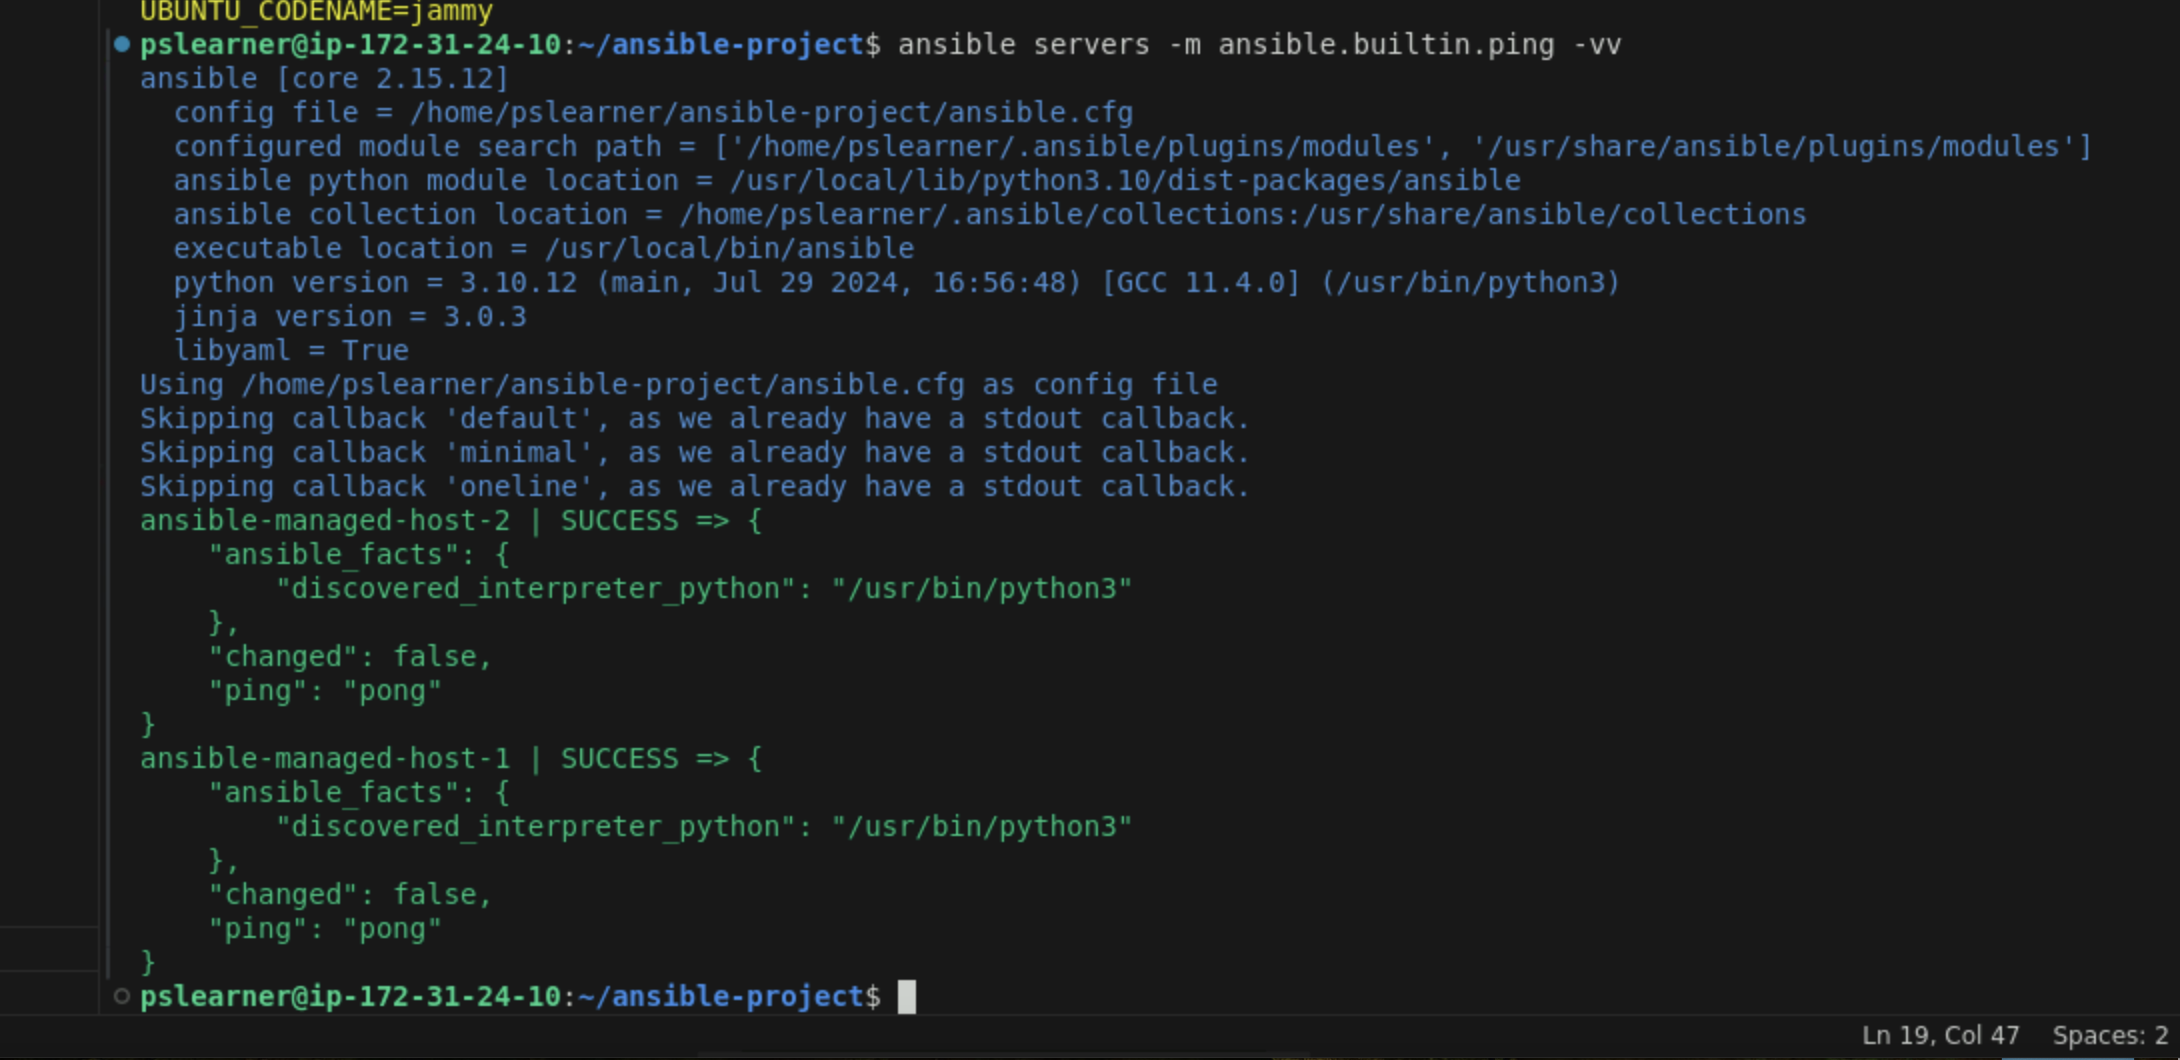 UBUNTU_CODENAME=jammy
pslearner@ip-172-31-24-10:~/ansible-project$ ansible servers -m ansible.builtin.ping -vv
ansible [core 2.15.12]
  config file = /home/pslearner/ansible-project/ansible.cfg
  configured module search path = ['/home/pslearner/.ansible/plugins/modules', '/usr/share/ansible/plugins/modules']
  ansible python module location = /usr/local/lib/python3.10/dist-packages/ansible
  ansible collection location = /home/pslearner/.ansible/collections:/usr/share/ansible/collections
  executable location = /usr/local/bin/ansible
  python version = 3.10.12 (main, Jul 29 2024, 16:56:48) [GCC 11.4.0] (/usr/bin/python3)
  jinja version = 3.0.3
  libyaml = True
Using /home/pslearner/ansible-project/ansible.cfg as config file
Skipping callback 'default', as we already have a stdout callback.
Skipping callback 'minimal', as we already have a stdout callback.
Skipping callback 'oneline', as we already have a stdout callback.
ansible-managed-host-2 | SUCCESS => {
    "ansible_facts": {
        "discovered_interpreter_python": "/usr/bin/python3"
    },
    "changed": false,
    "ping": "pong"
}
ansible-managed-host-1 | SUCCESS => {
    "ansible_facts": {
        "discovered_interpreter_python": "/usr/bin/python3"
    },
    "changed": false,
    "ping": "pong"
}
pslearner@ip-172-31-24-10:~/ansible-project$
Ln 19, Col 47 Spaces: 2